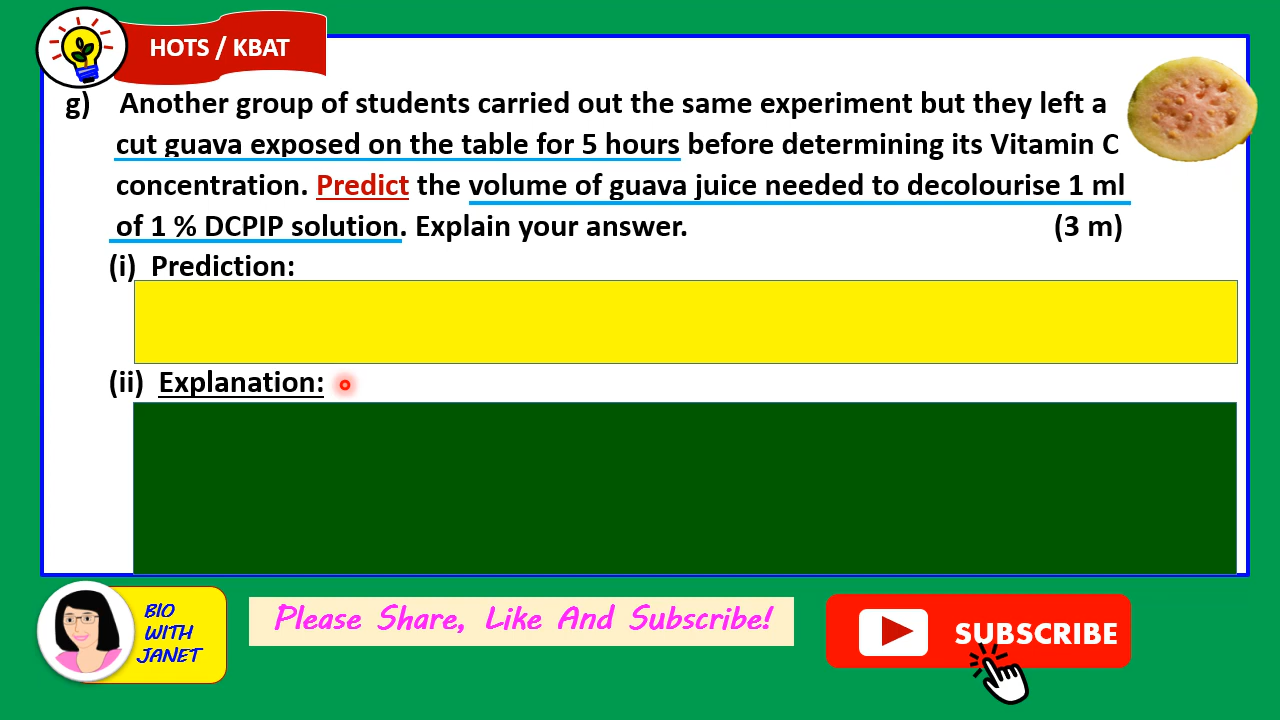 HOTS / KBAT
g) Another group of students carried out the same experiment but they left a
cut guava exposed on the table for 5 hours before determining its Vitamin C
concentration. Predict the volume of guava juice needed to decolourise 1 ml
of 1 % DCPIP solution. Explain your answer. (3 m)
(i) Prediction:
(ii) Explanation:
BIO
WITH
JANET
Please Share, Like And Subscribe!
SUBSCRIBE